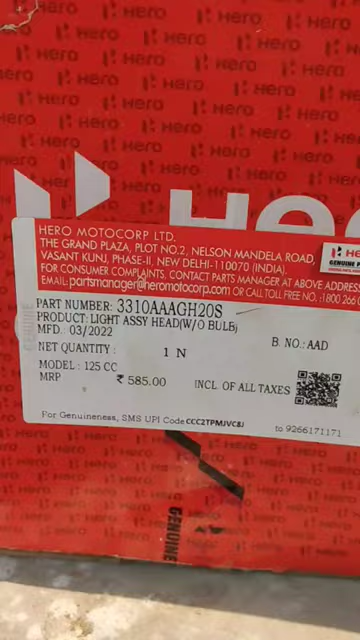 Hero
HERO MOTOCORP LTD.
THE GRAND PLAZA, PLOT NO.2, NELSON MANDELA ROAD,
VASANT KUNJ, PHASE-II, NEW DELHI-110070 (INDIA).
FOR CONSUMER COMPLAINTS, CONTACT PARTS MANAGER AT ABOVE ADDRESS
EMAIL: partsmanager@heromotocorp.com OR CALL TOLL FREE NO. :1800 266
Hero
GENUINE P
PART NUMBER: 3310AAAGH20S
PRODUCT: LIGHT ASSY HEAD(W/O BULB)
MFD. : 03/2022
B. NO.: AAD
NET QUANTITY : 1 N
MODEL : 125 CC
MRP ₹ 585.00 INCL. OF ALL TAXES
For Genuineness, SMS UPI Code CCC2TPMJVC8J to 9266171171
GENUINE